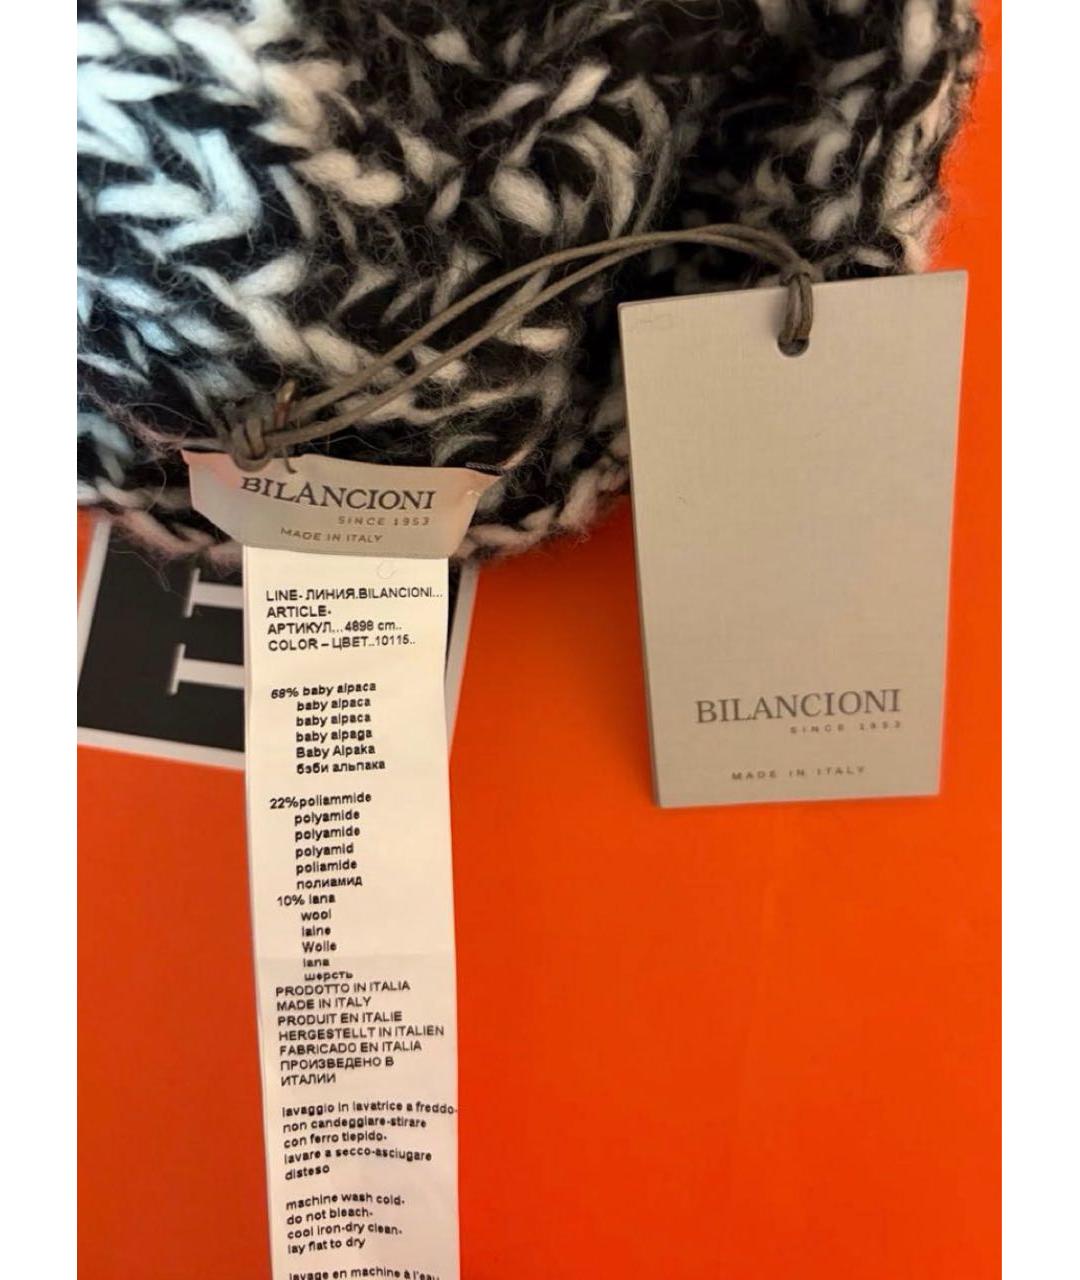 BILANCIONI
SINCE 1953
MADE IN ITALY
LINE- ЛИНИЯ.BILANCIONI...
ARTICLE-
АРТИКУЛ...4898 cm..
COLOR – ЦВЕТ..10115..
68% baby alpaca
baby alpaca
baby alpaca
baby alpaga
Baby Alpaka
бэби альпака
22%poliammide
polyamide
polyamide
polyamid
poliamide
полиамид
10% lana
wool
laine
Wolle
lana
шерсть
PRODOTTO IN ITALIA
MADE IN ITALY
PRODUIT EN ITALIE
HERGESTELLT IN ITALIEN
FABRICADO EN ITALIA
ПРОИЗВЕДЕНО В
ИТАЛИИ
lavaggio in lavatrice a freddo-
non candeggiare-stirare
con ferro tiepido-
lavare a secco-asciugare
disteso
machine wash cold-
do not bleach-
cool iron-dry clean-
lay flat to dry
lavage en machine à l'eau
BILANCIONI
SINCE 1953
MADE IN ITALY